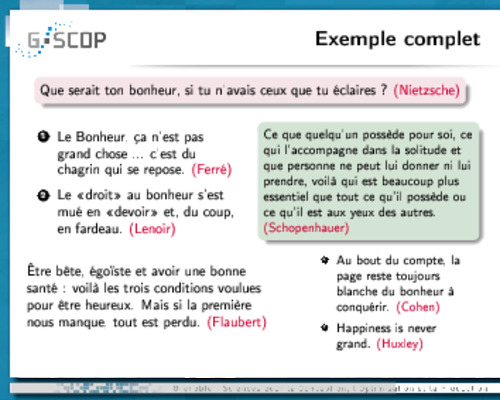 G-SCOP
Exemple complet
Que serait ton bonheur, si tu n'avais ceux que tu éclaires ? (Nietzsche)
1 Le Bonheur, ça n'est pas
grand chose ... c'est du
chagrin qui se repose. (Ferré)
2 Le «droit» au bonheur s'est
mué en «devoir» et, du coup,
en fardeau. (Lenoir)
Être bête, égoïste et avoir une bonne
santé : voilà les trois conditions voulues
pour être heureux. Mais si la première
nous manque, tout est perdu. (Flaubert)
Ce que quelqu'un possède pour soi, ce
qui l'accompagne dans la solitude et
que personne ne peut lui donner ni lui
prendre, voilà qui est beaucoup plus
essentiel que tout ce qu'il possède ou
ce qu'il est aux yeux des autres.
(Schopenhauer)
Au bout du compte, la
page reste toujours
blanche du bonheur à
conquérir. (Cohen)
Happiness is never
grand. (Huxley)